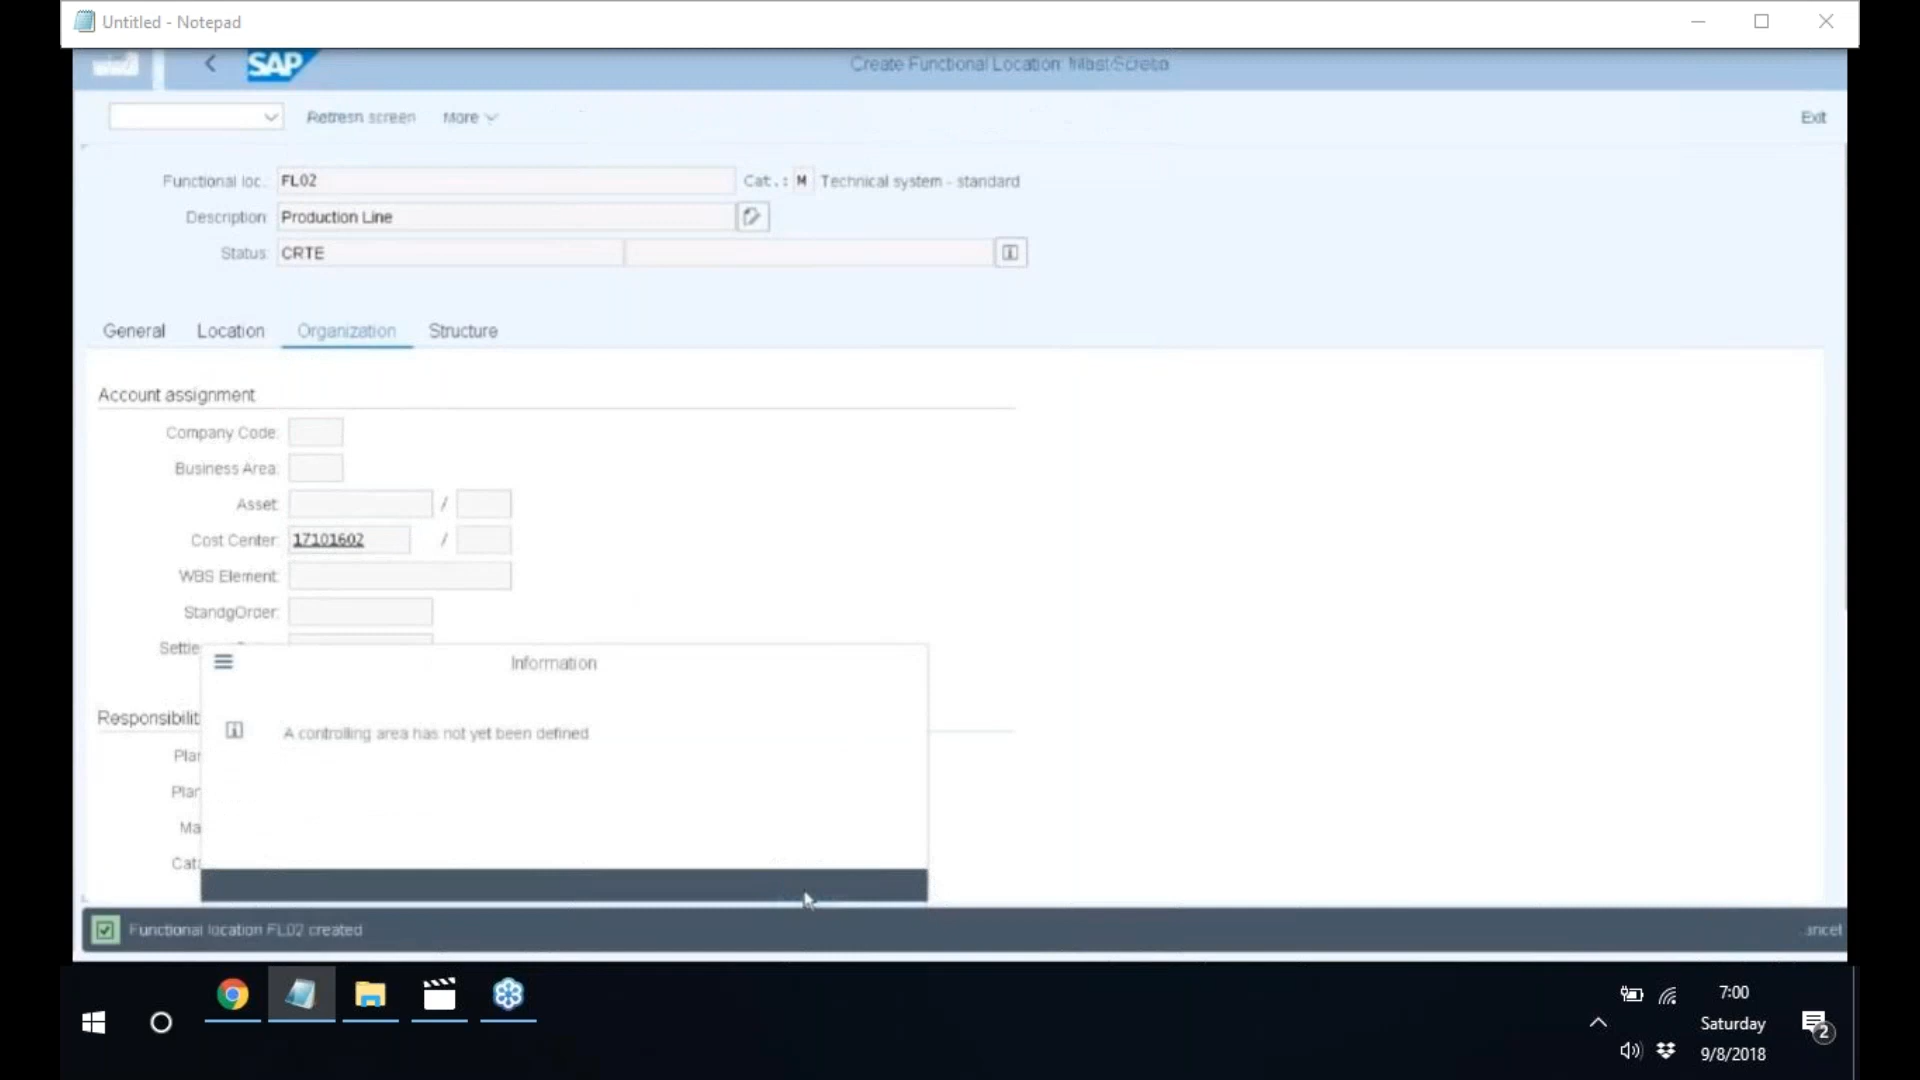 Untitled - Notepad
SAP
Create Functional Location:
Refresh screen More
Exit
Functional loc. FL02 Cat.: M Technical system - standard
Description: Production Line
Status: CRTE
General Location Organization Structure
Account assignment
Company Code:
Business Area:
Asset: /
Cost Center: 17101602 /
WBS Element:
StandgOrder:
Settle
Information
Responsibilit
A controlling area has not yet been defined
Plar
Plar
Ma
Cata
Functional location FL02 created
ancel
7:00
Saturday
2
9/8/2018